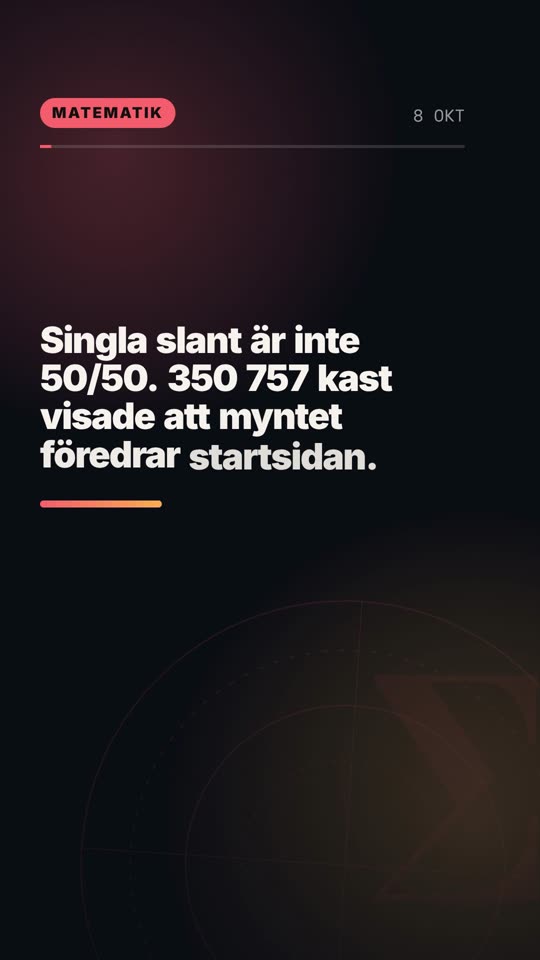 MATEMATIK
8 OKT
Singla slant är inte
50/50. 350 757 kast
visade att myntet
föredrar startsidan.
Σ